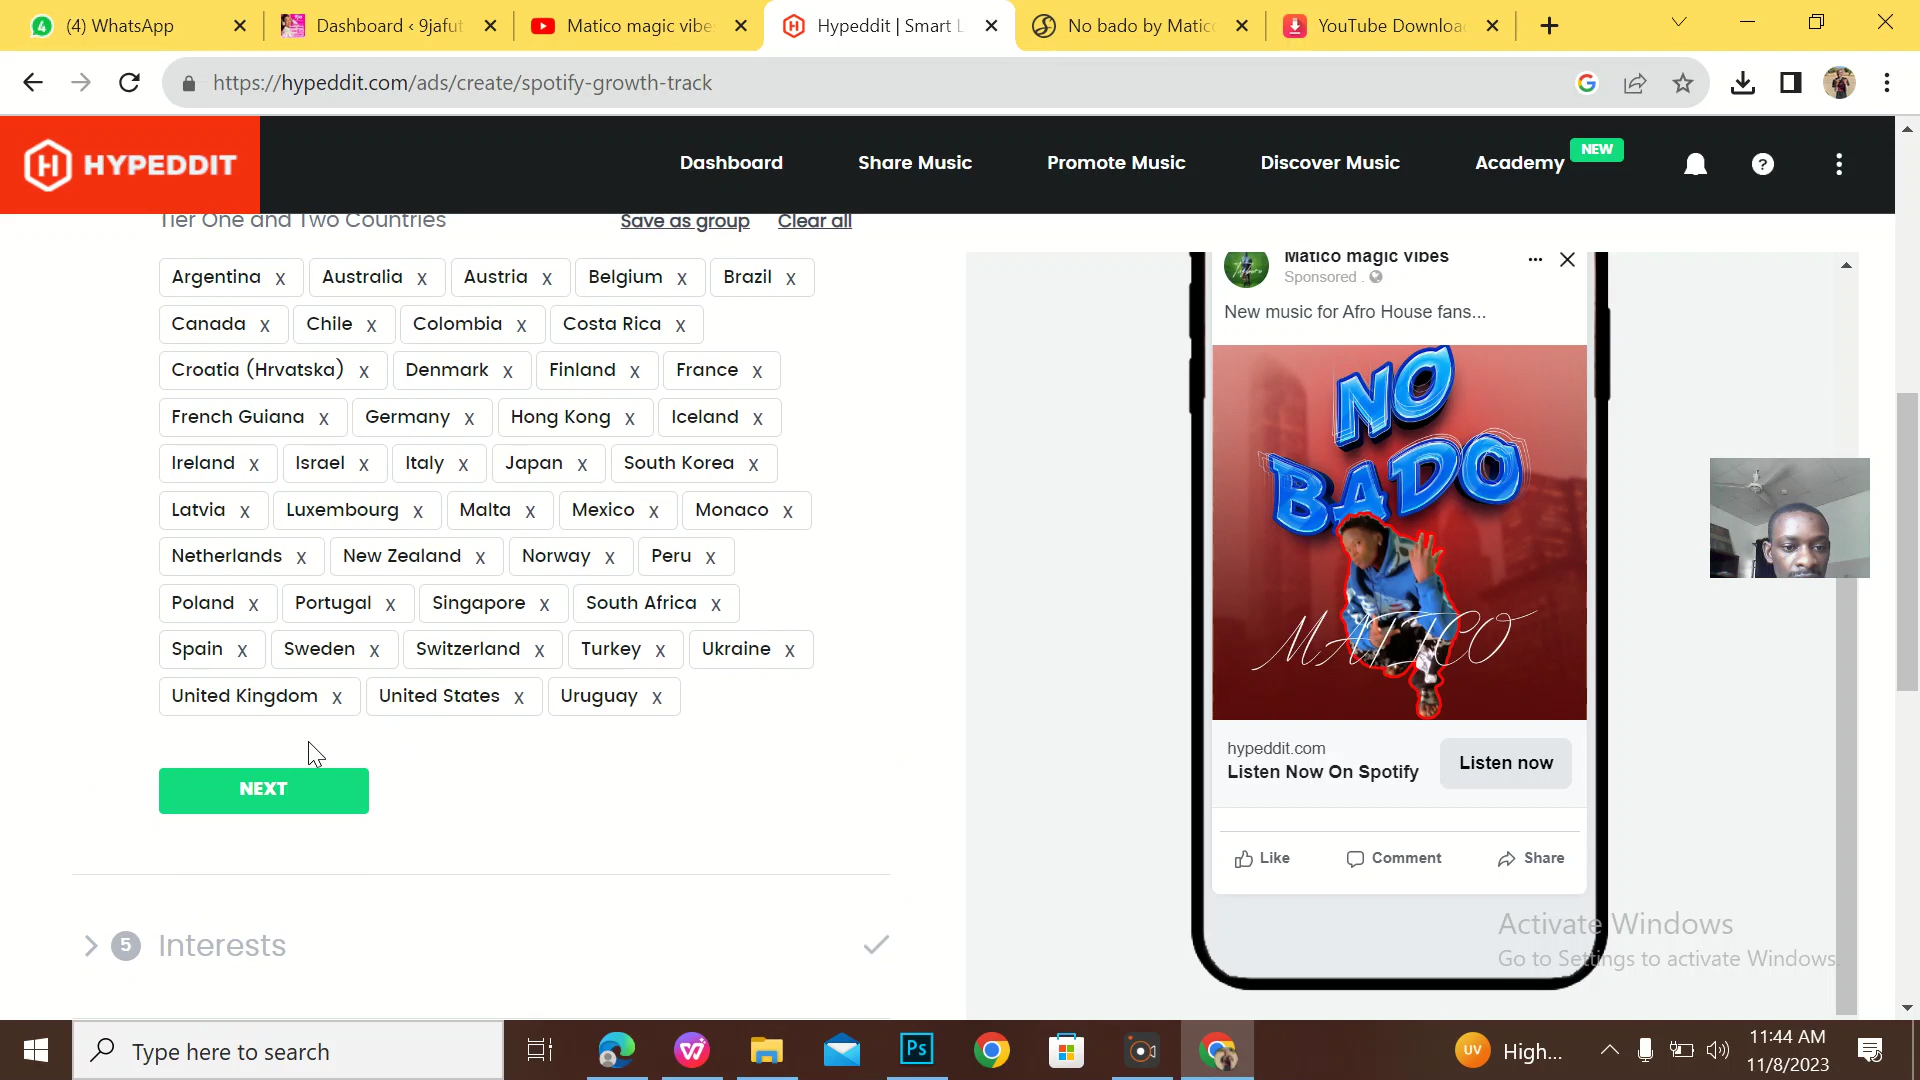 (4) WhatsApp
Dashboard ‹ 9jafut
Matico magic vibe
Hypeddit | Smart L
No bado by Matic
YouTube Downloa
https://hypeddit.com/ads/create/spotify-growth-track
HYPEDDIT
Dashboard
Share Music
Promote Music
Discover Music
Academy
NEW
Tier One and Two Countries
Save as group
Clear all
Argentina x Australia x Austria x Belgium x Brazil x
Canada x Chile x Colombia x Costa Rica x
Croatia (Hrvatska) x Denmark x Finland x France x
French Guiana x Germany x Hong Kong x Iceland x
Ireland x Israel x Italy x Japan x South Korea x
Latvia x Luxembourg x Malta x Mexico x Monaco x
Netherlands x New Zealand x Norway x Peru x
Poland x Portugal x Singapore x South Africa x
Spain x Sweden x Switzerland x Turkey x Ukraine x
United Kingdom x United States x Uruguay x
NEXT
5 Interests
Matico magic vibes
Sponsored .
New music for Afro House fans...
NO
BADO
MATICO
hypeddit.com
Listen Now On Spotify
Listen now
Like
Comment
Share
Activate Windows
Go to Settings to activate Windows.
Type here to search
Ps
UV
High...
11:44 AM
11/8/2023